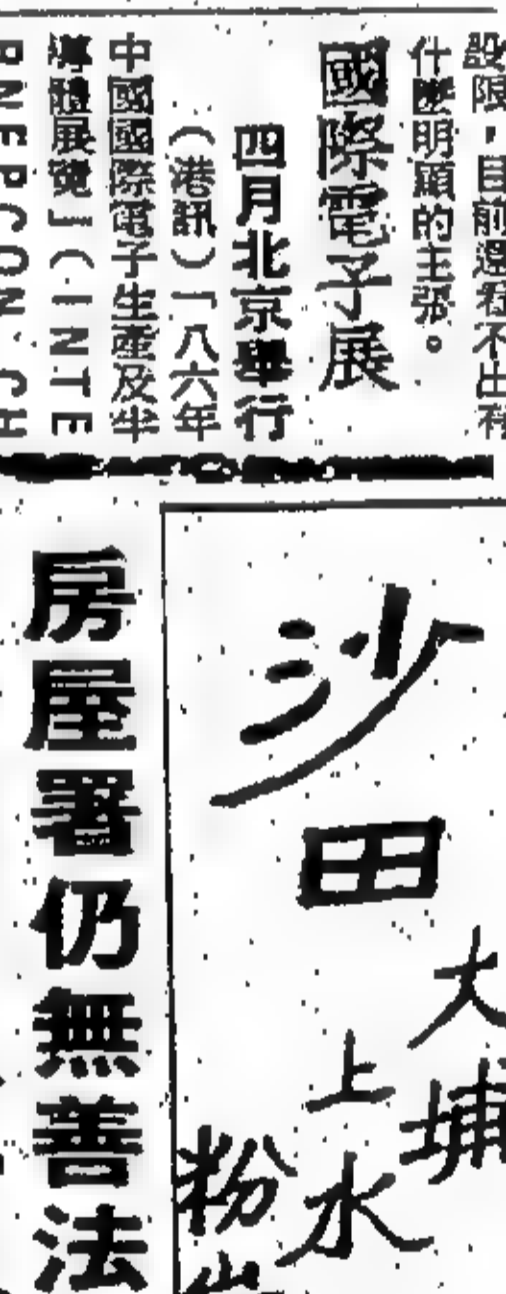 設限，目前還看不出有
什麼明顯的主張。
國際電子展
四月北京舉行
（港訊）「八六年
中國國際電子生產及半
導體展覽」（INTE
RNEPCON、CH
沙田
大埔
上水
粉
房屋署仍無善法